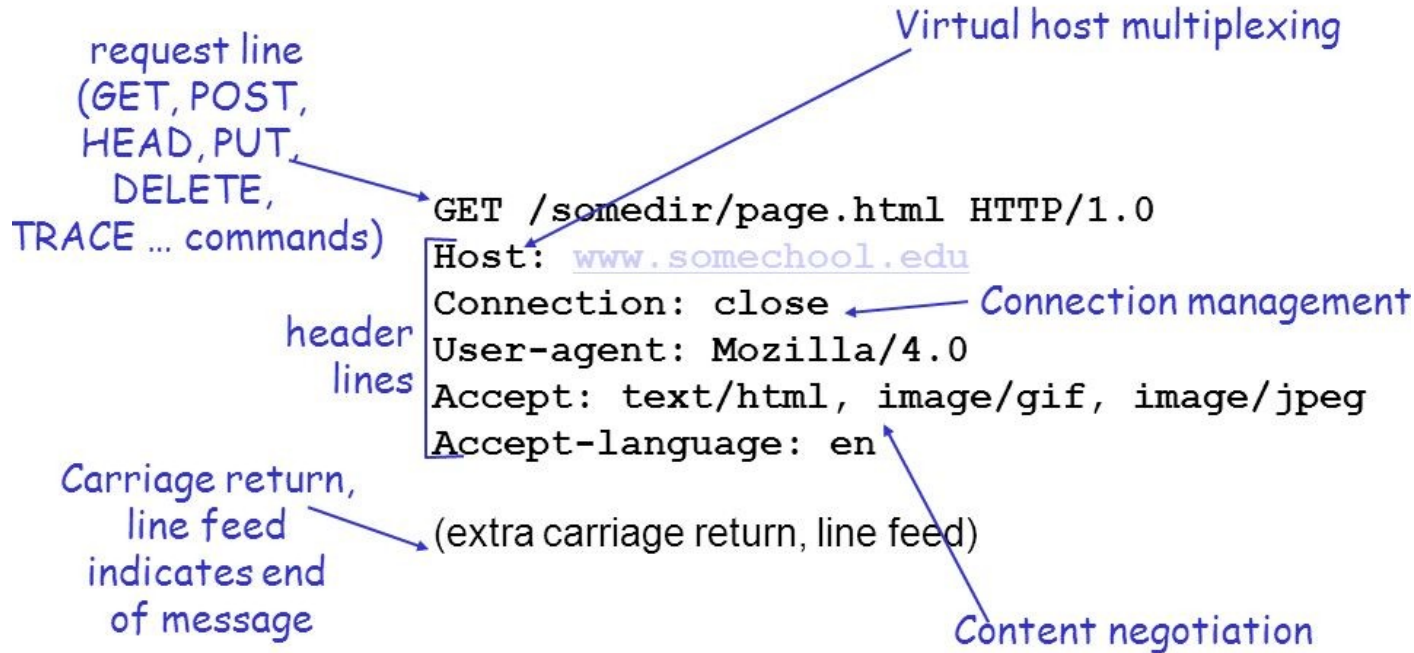 Virtual host multiplexing
request line
(GET, POST,
HEAD, PUT,
DELETE,
TRACE ... commands)
GET /somedir/page.html HTTP/1.0
Host: www.somechool.edu
Connection: close
Connection management
User-agent: Mozilla/4.0
Accept: text/html, image/gif, image/jpeg
Accept-language: en
header
lines
Carriage return,
line feed
indicates end
of message
(extra carriage return, line feed)
Content negotiation